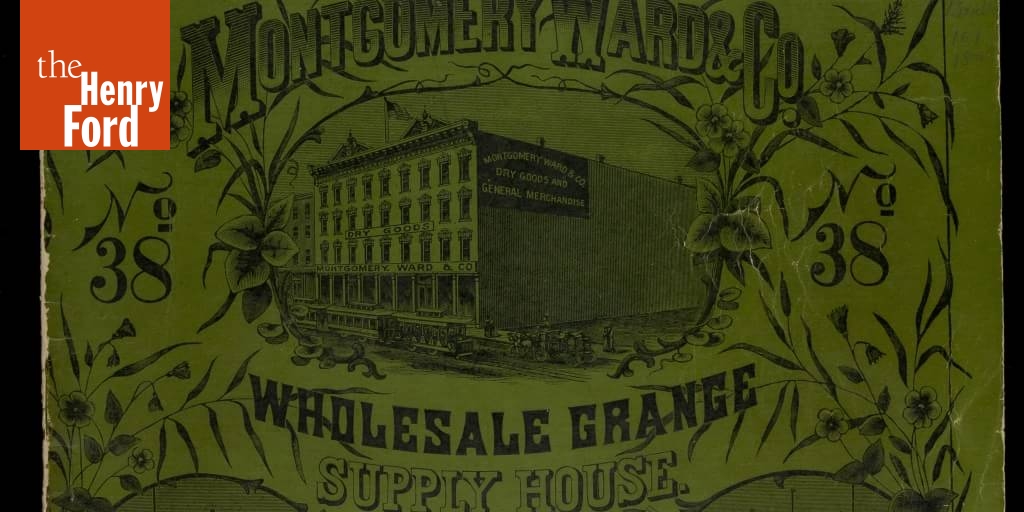 the
Henry
Ford
MONTGOMERY WARD & CO.
MONTGOMERY WARD & CO.
DRY GOODS AND
GENERAL MERCHANDISE
DRY GOODS
MONTGOMERY WARD & CO
No
38
No
38
WHOLESALE GRANGE
SUPPLY HOUSE.